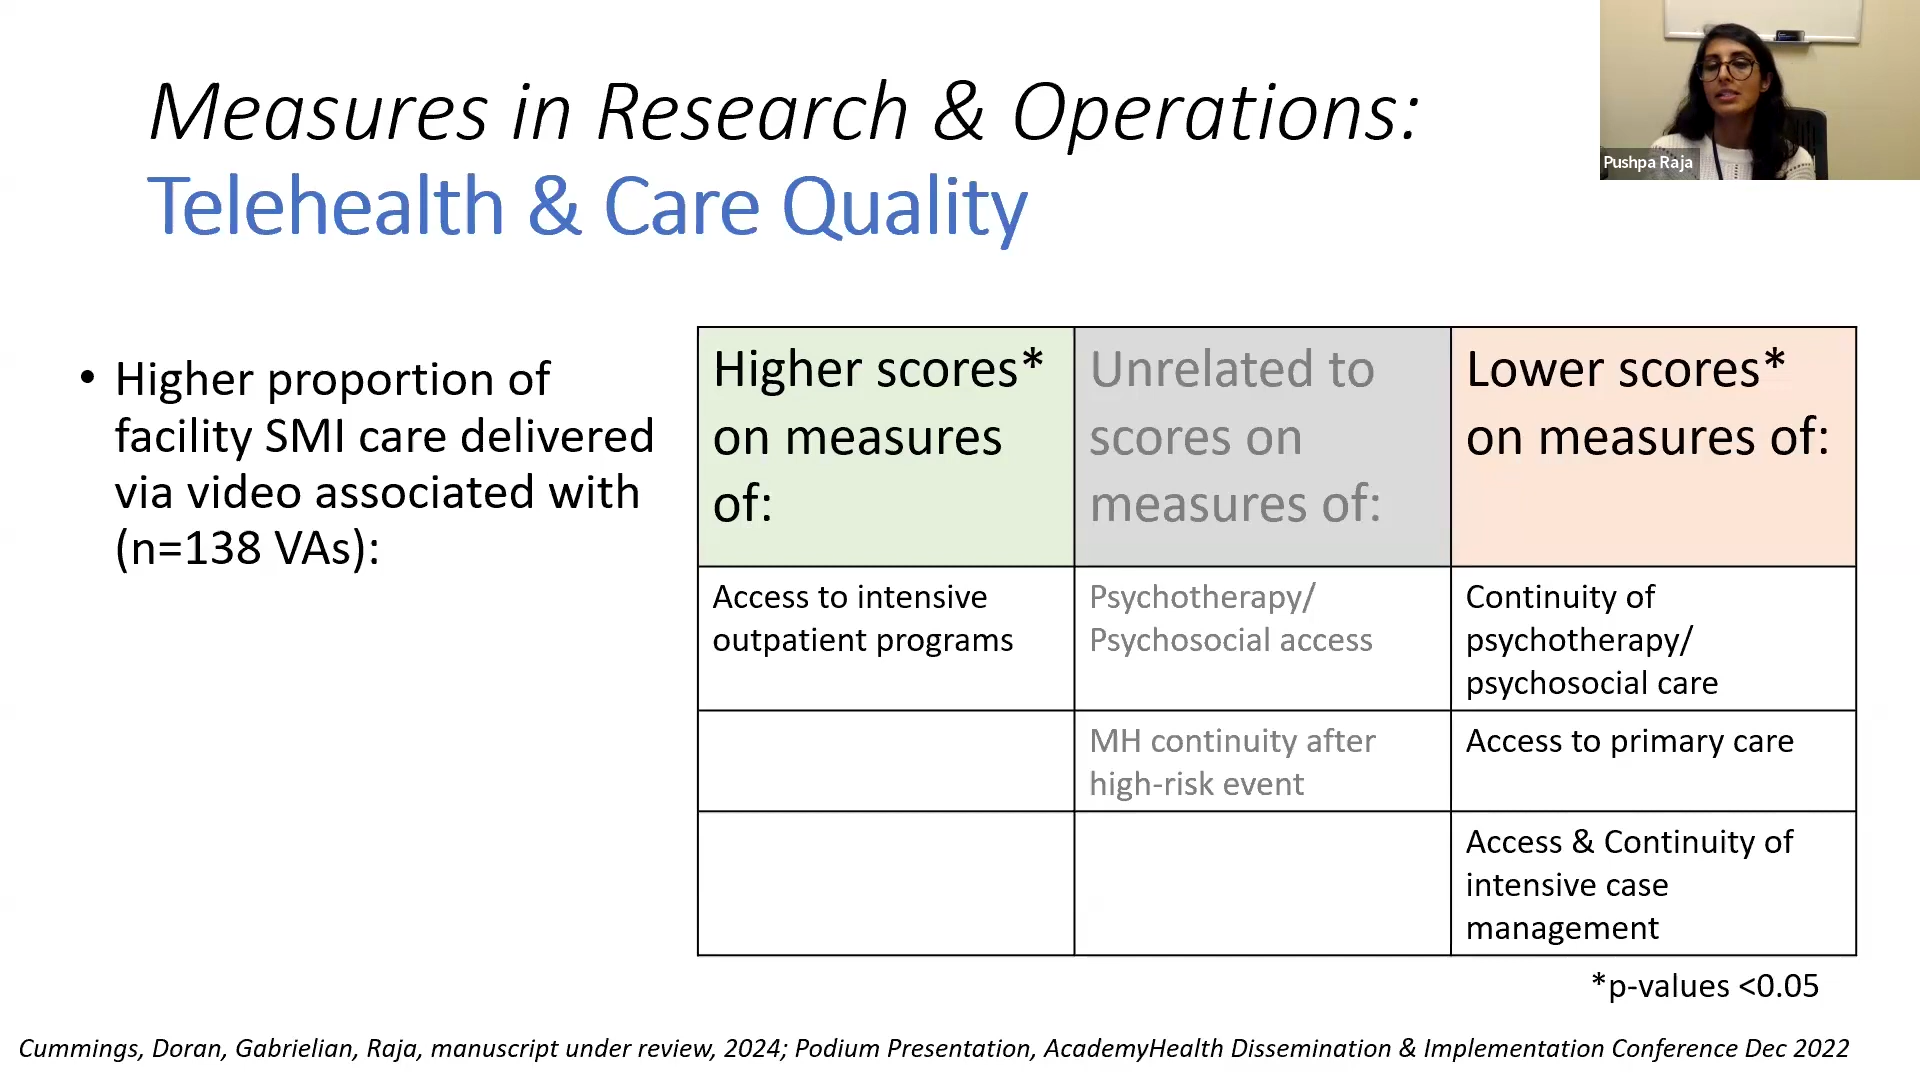 Measures in Research & Operations:
Telehealth & Care Quality
Pushpa Raja
• Higher proportion of
facility SMI care delivered
via video associated with
(n=138 VAs):
Higher scores*
on measures
of:
Unrelated to
scores on
measures of:
Lower scores*
on measures of:
Access to intensive
outpatient programs
Psychotherapy/
Psychosocial access
Continuity of
psychotherapy/
psychosocial care
MH continuity after
high-risk event
Access to primary care
Access & Continuity of
intensive case
management
*p-values <0.05
Cummings, Doran, Gabrielian, Raja, manuscript under review, 2024; Podium Presentation, AcademyHealth Dissemination & Implementation Conference Dec 2022